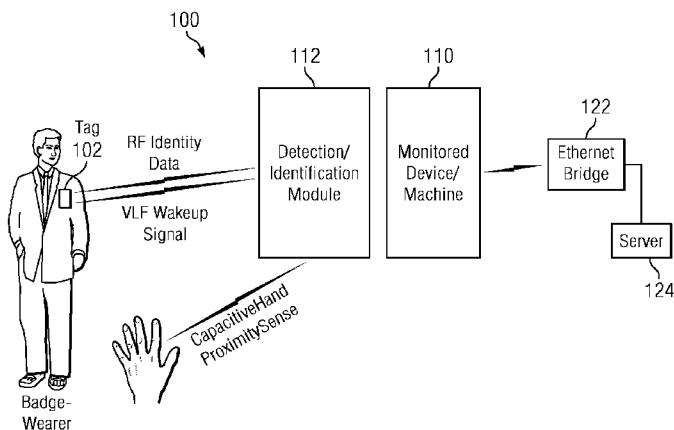 100
112
110
122
Tag
102
RF Identity
Data
VLF Wakeup
Signal
Detection/
Identification
Module
Monitored
Device/
Machine
Ethernet
Bridge
Server
124
CapacitiveHand
ProximitySense
Badge-
Wearer